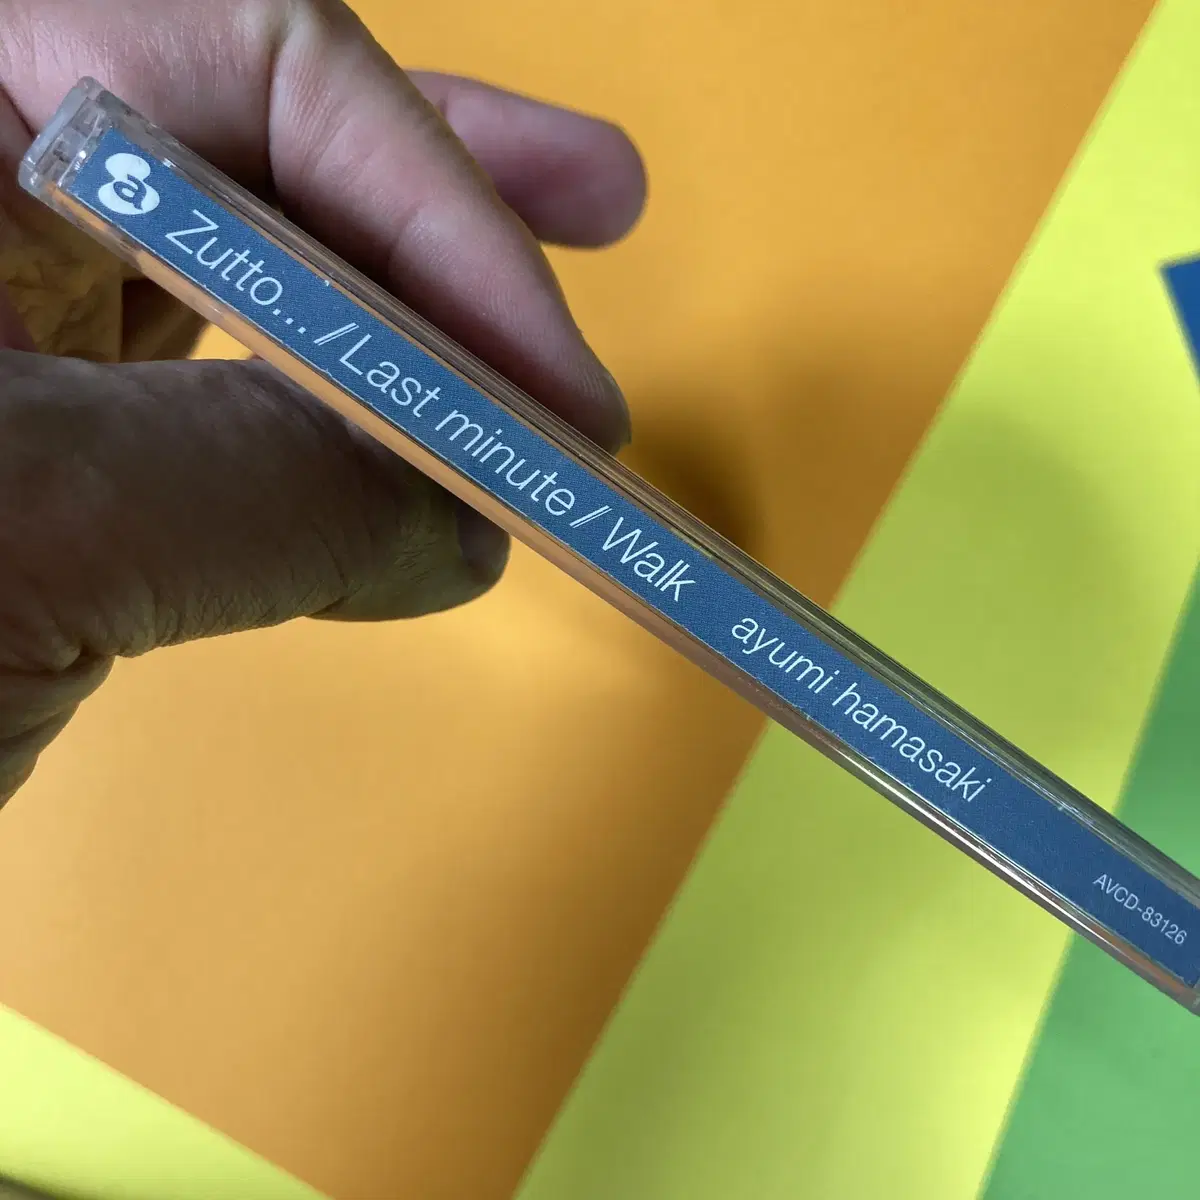 a
Zutto... / Last minute / Walk ayumi hamasaki AVCD-83126